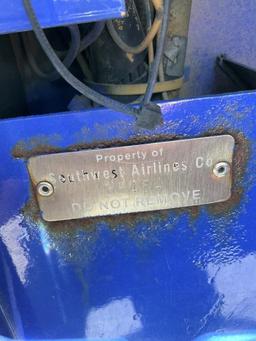 Property of
Southwest Airlines Co.
DO NOT REMOVE